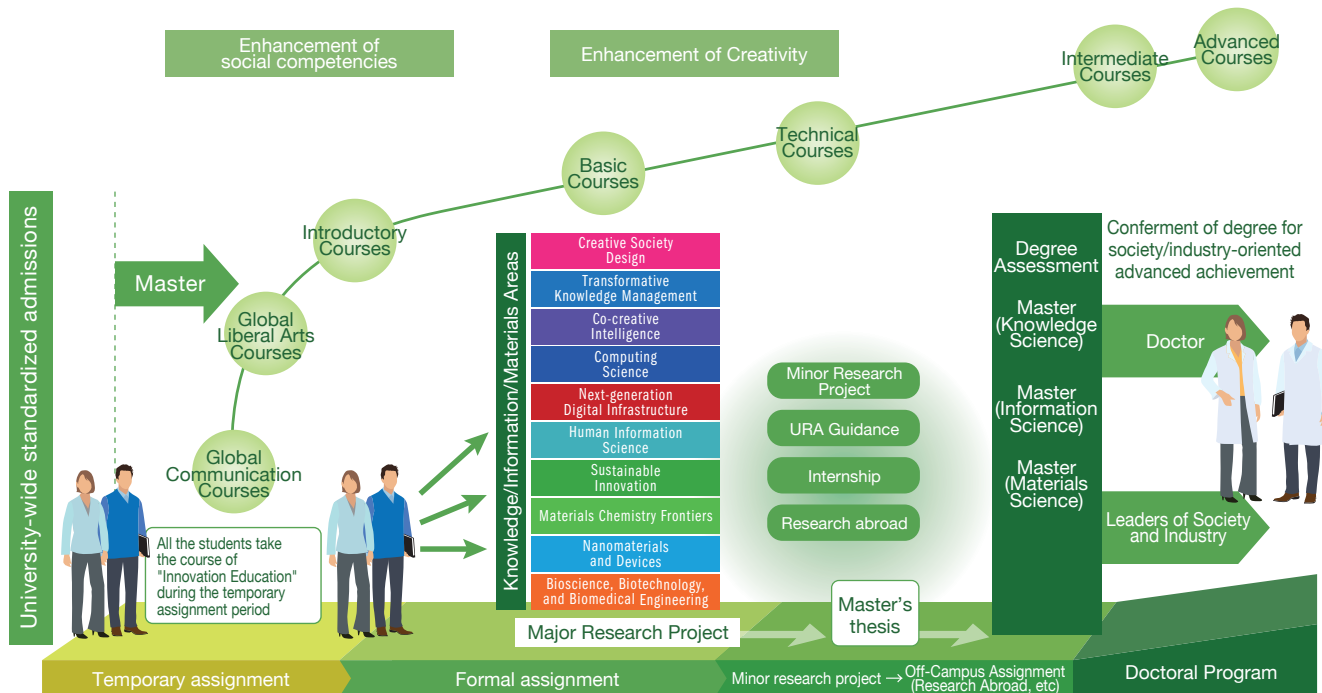 Enhancement of
social competencies
Enhancement of Creativity
Advanced
Courses
Intermediate
Courses
Technical
Courses
Basic
Courses
Introductory
Courses
Global
Liberal Arts
Courses
Global
Communication
Courses
University-wide standardized admissions
Master
All the students take
the course of
"Innovation Education"
during the temporary
assignment period
Knowledge/Information/Materials Areas
Creative Society
Design
Transformative
Knowledge Management
Co-creative
Intelligence
Computing
Science
Next-generation
Digital Infrastructure
Human Information
Science
Sustainable
Innovation
Materials Chemistry Frontiers
Nanomaterials
and Devices
Bioscience, Biotechnology,
and Biomedical Engineering
Minor Research
Project
URA Guidance
Internship
Research abroad
Major Research Project
Master's
thesis
Degree
Assessment
Master
(Knowledge
Science)
Master
(Information
Science)
Master
(Materials
Science)
Conferment of degree for
society/industry-oriented
advanced achievement
Doctor
Leaders of Society
and Industry
Temporary assignment
Formal assignment
Minor research project → Off-Campus Assignment
(Research Abroad, etc)
Doctoral Program